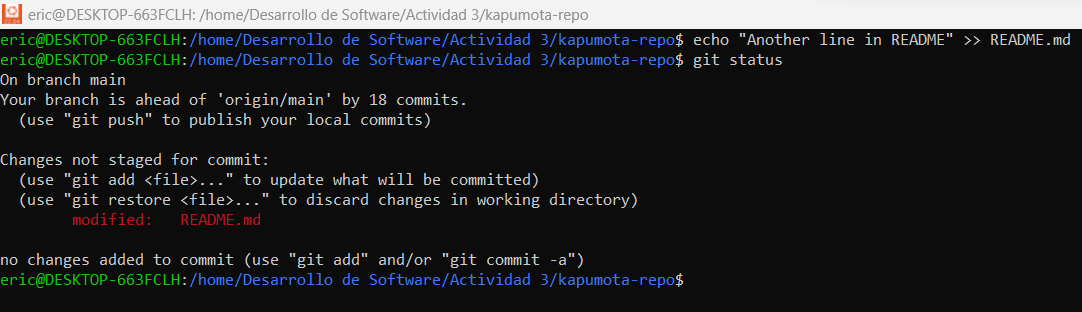 eric@DESKTOP-663FCLH: /home/Desarrollo de Software/Actividad 3/kapumota-repo
eric@DESKTOP-663FCLH:/home/Desarrollo de Software/Actividad 3/kapumota-repo$ echo "Another line in README" >> README.md
eric@DESKTOP-663FCLH:/home/Desarrollo de Software/Actividad 3/kapumota-repo$ git status
On branch main
Your branch is ahead of 'origin/main' by 18 commits.
  (use "git push" to publish your local commits)

Changes not staged for commit:
  (use "git add <file>..." to update what will be committed)
  (use "git restore <file>..." to discard changes in working directory)
        modified:   README.md

no changes added to commit (use "git add" and/or "git commit -a")
eric@DESKTOP-663FCLH:/home/Desarrollo de Software/Actividad 3/kapumota-repo$